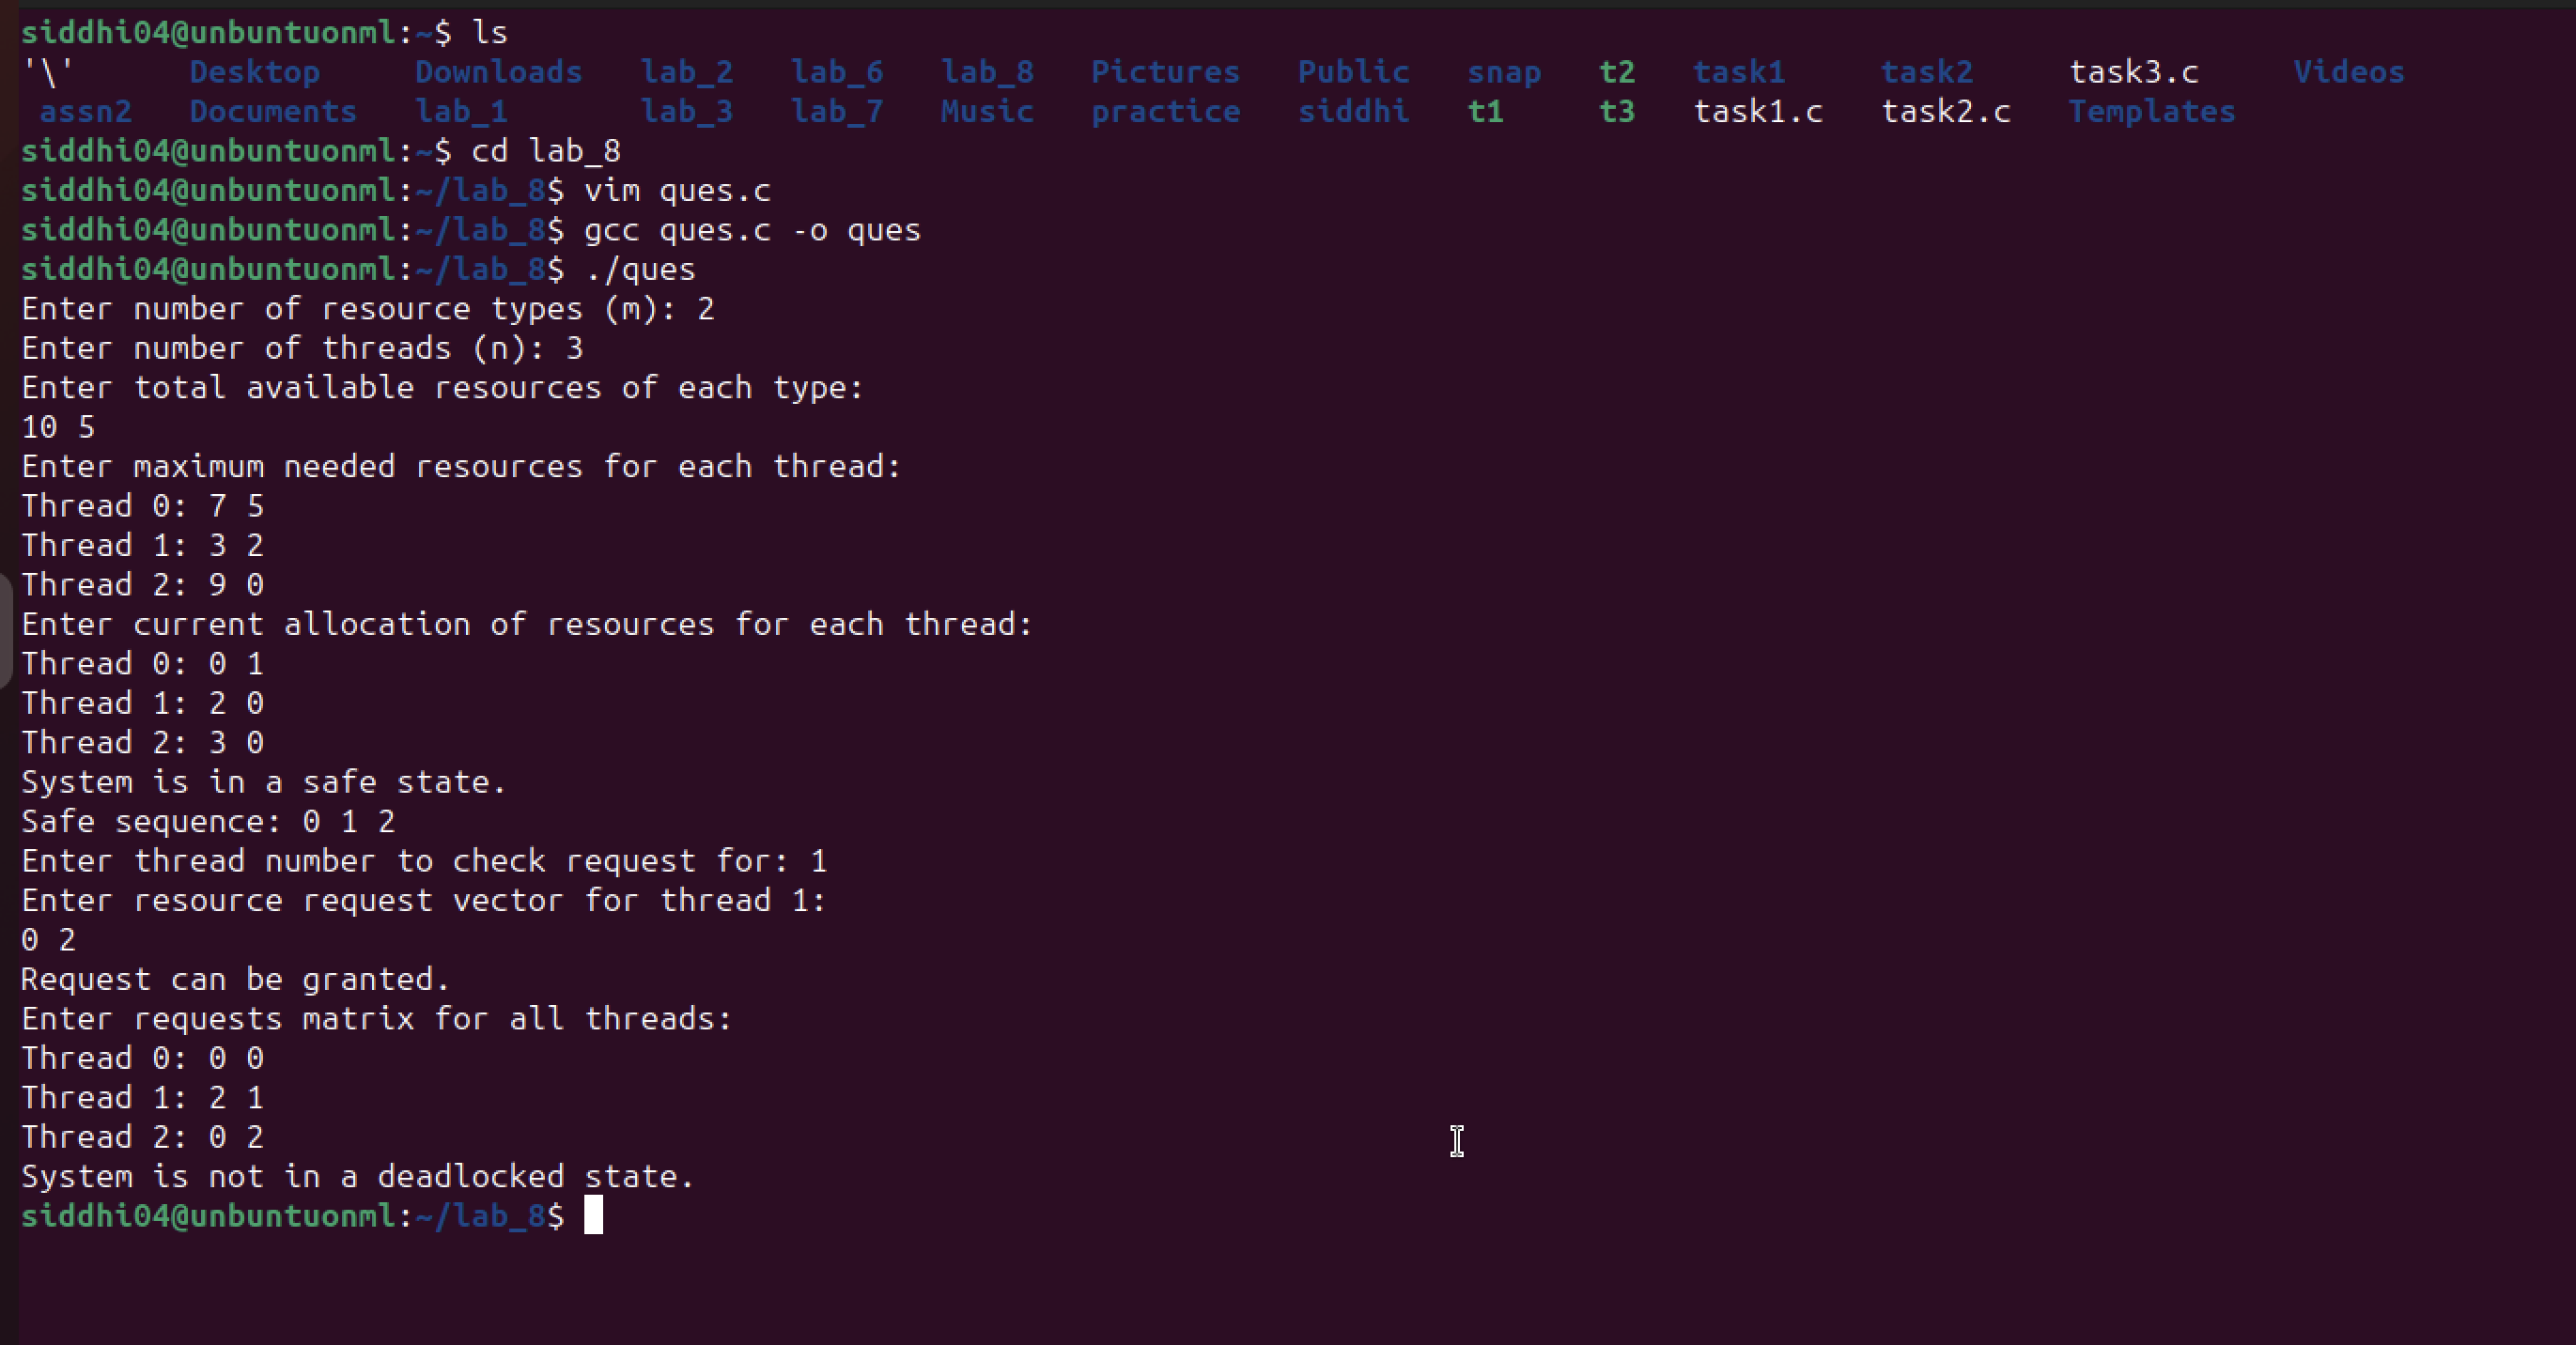 siddhi04@unbuntuonml:~$ ls
'\' Desktop Downloads lab_2 lab_6 lab_8 Pictures Public snap t2 task1 task2 task3.c Videos
assn2 Documents lab_1 lab_3 lab_7 Music practice siddhi t1 t3 task1.c task2.c Templates
siddhi04@unbuntuonml:~$ cd lab_8
siddhi04@unbuntuonml:~/lab_8$ vim ques.c
siddhi04@unbuntuonml:~/lab_8$ gcc ques.c -o ques
siddhi04@unbuntuonml:~/lab_8$ ./ques
Enter number of resource types (m): 2
Enter number of threads (n): 3
Enter total available resources of each type:
10 5
Enter maximum needed resources for each thread:
Thread 0: 7 5
Thread 1: 3 2
Thread 2: 9 0
Enter current allocation of resources for each thread:
Thread 0: 0 1
Thread 1: 2 0
Thread 2: 3 0
System is in a safe state.
Safe sequence: 0 1 2
Enter thread number to check request for: 1
Enter resource request vector for thread 1:
0 2
Request can be granted.
Enter requests matrix for all threads:
Thread 0: 0 0
Thread 1: 2 1
Thread 2: 0 2
System is not in a deadlocked state.
siddhi04@unbuntuonml:~/lab_8$